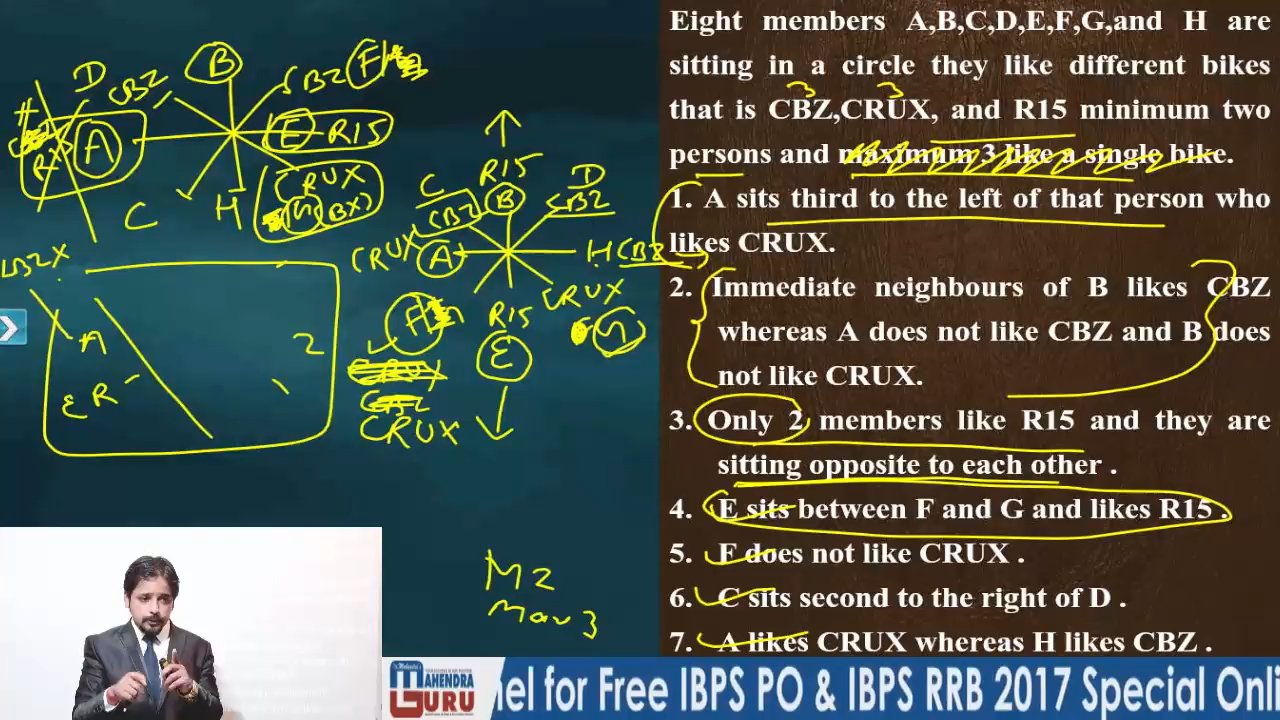 Eight members A,B,C,D,E,F,G,and H are
sitting in a circle they like different bikes
that is CBZ,CRUX, and R15 minimum two
persons and maximum 3 like a single bike.
1. A sits third to the left of that person who
likes CRUX.
2. Immediate neighbours of B likes CBZ
whereas A does not like CBZ and B does
not like CRUX.
3. Only 2 members like R15 and they are
sitting opposite to each other .
4. E sits between F and G and likes R15 .
5. F does not like CRUX .
6. C sits second to the right of D .
7. A likes CRUX whereas H likes CBZ .
3 3
D
CBZ
B
CBZ
A
E R15
CRUX
C
H
R15
C
B
D
CBZ
CBZ
CRUX
A
H CBZ
R15
CRUX
E
CRUX
A
2
E R
M2
Max 3
MAHENDRA
GURU
nel for Free IBPS PO & IBPS RRB 2017 Special Onli